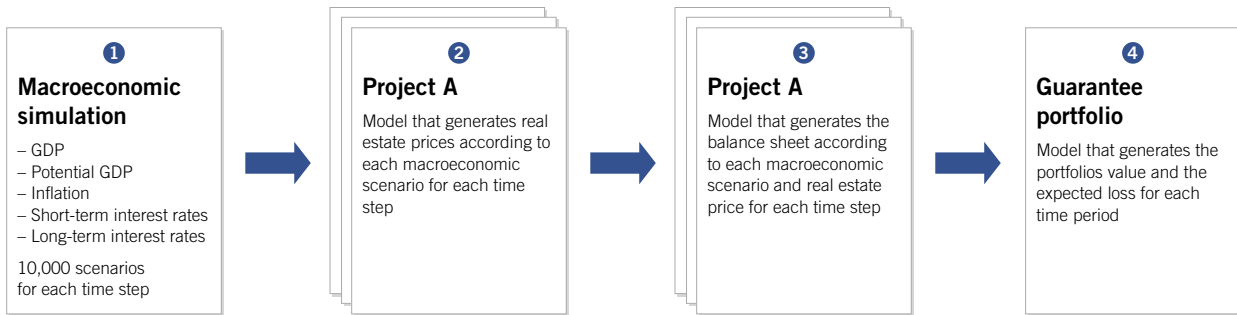 1
Macroeconomic
simulation
– GDP
– Potential GDP
– Inflation
– Short-term interest rates
– Long-term interest rates
10,000 scenarios
for each time step
2
Project A
Model that generates real
estate prices according to
each macroeconomic
scenario for each time
step
3
Project A
Model that generates the
balance sheet according
to each macroeconomic
scenario and real estate
price for each time step
4
Guarantee
portfolio
Model that generates the
portfolios value and the
expected loss for each
time period